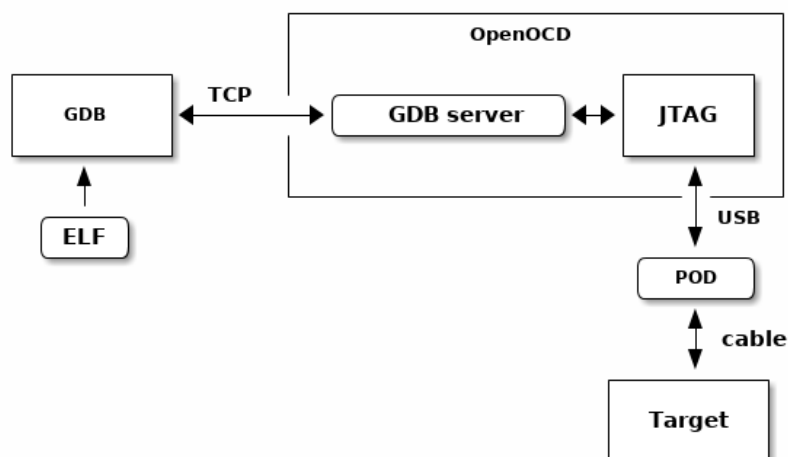 OpenOCD
TCP
GDB
GDB server
JTAG
ELF
USB
POD
cable
Target